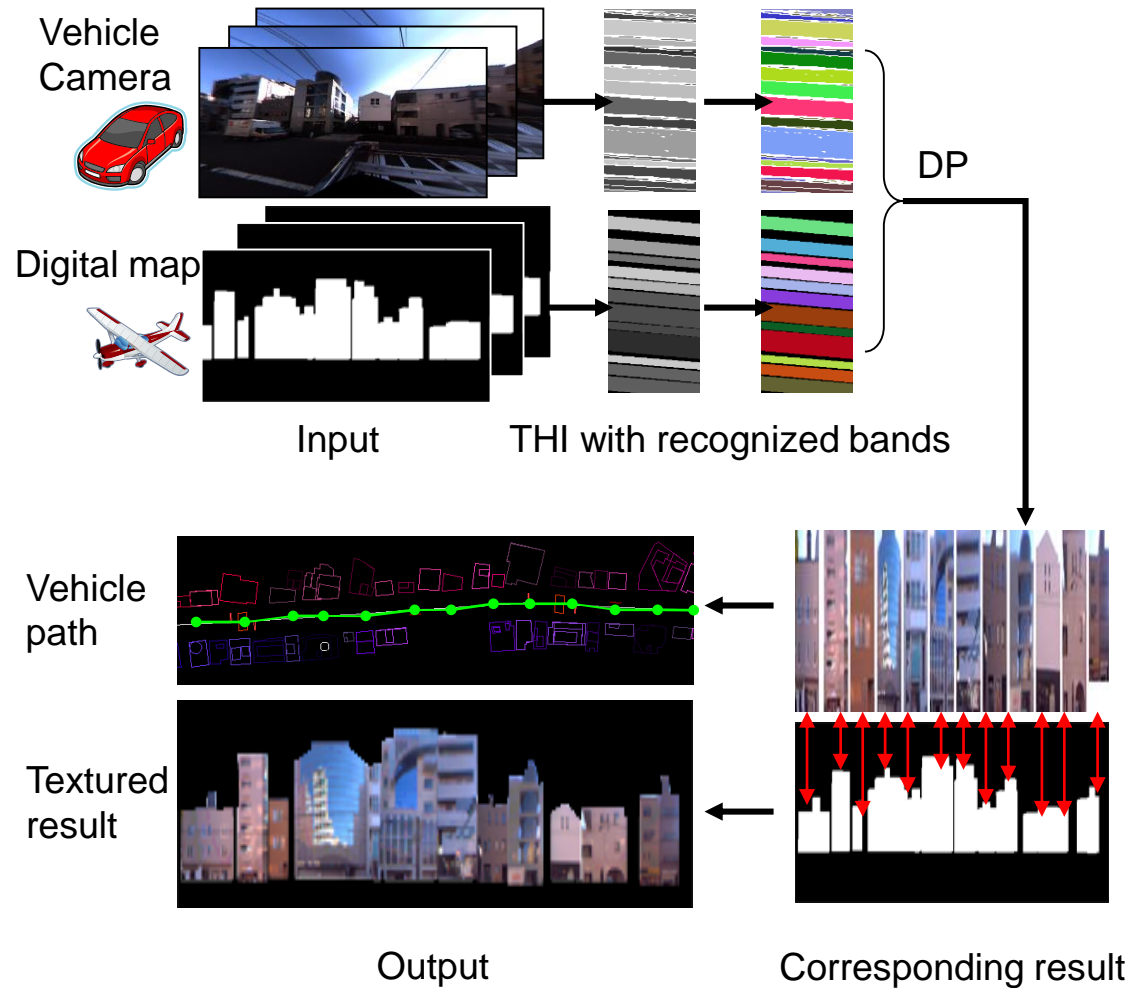 Vehicle
Camera
DP
Digital map
Input
THI with recognized bands
Vehicle
path
Textured
result
Output
Corresponding result